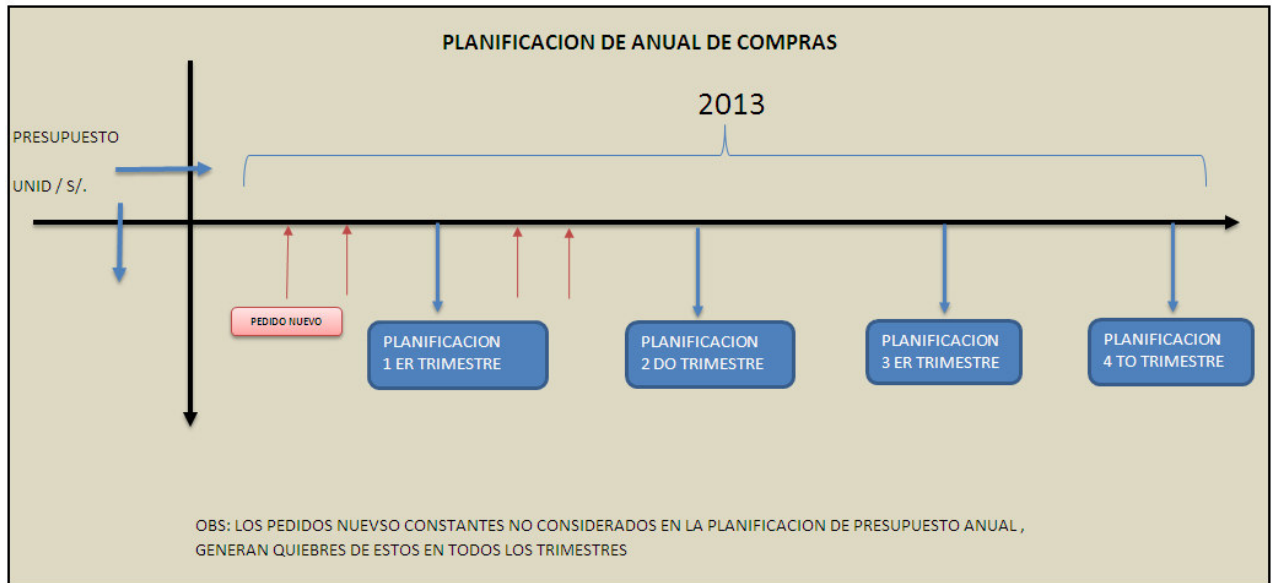 PLANIFICACION DE ANUAL DE COMPRAS
2013
PRESUPUESTO
UNID / S/.
PEDIDO NUEVO
PLANIFICACION
1 ER TRIMESTRE
PLANIFICACION
2 DO TRIMESTRE
PLANIFICACION
3 ER TRIMESTRE
PLANIFICACION
4 TO TRIMESTRE
OBS: LOS PEDIDOS NUEVSO CONSTANTES NO CONSIDERADOS EN LA PLANIFICACION DE PRESUPUESTO ANUAL ,
GENERAN QUIEBRES DE ESTOS EN TODOS LOS TRIMESTRES